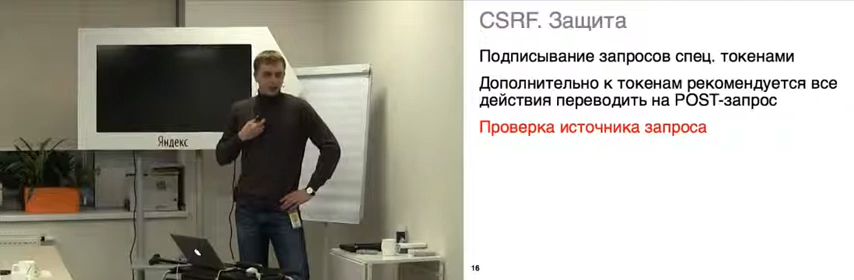 Яндекс
CSRF. Защита
Подписывание запросов спец. токенами
Дополнительно к токенам рекомендуется все
действия переводить на POST-запрос
Проверка источника запроса
16